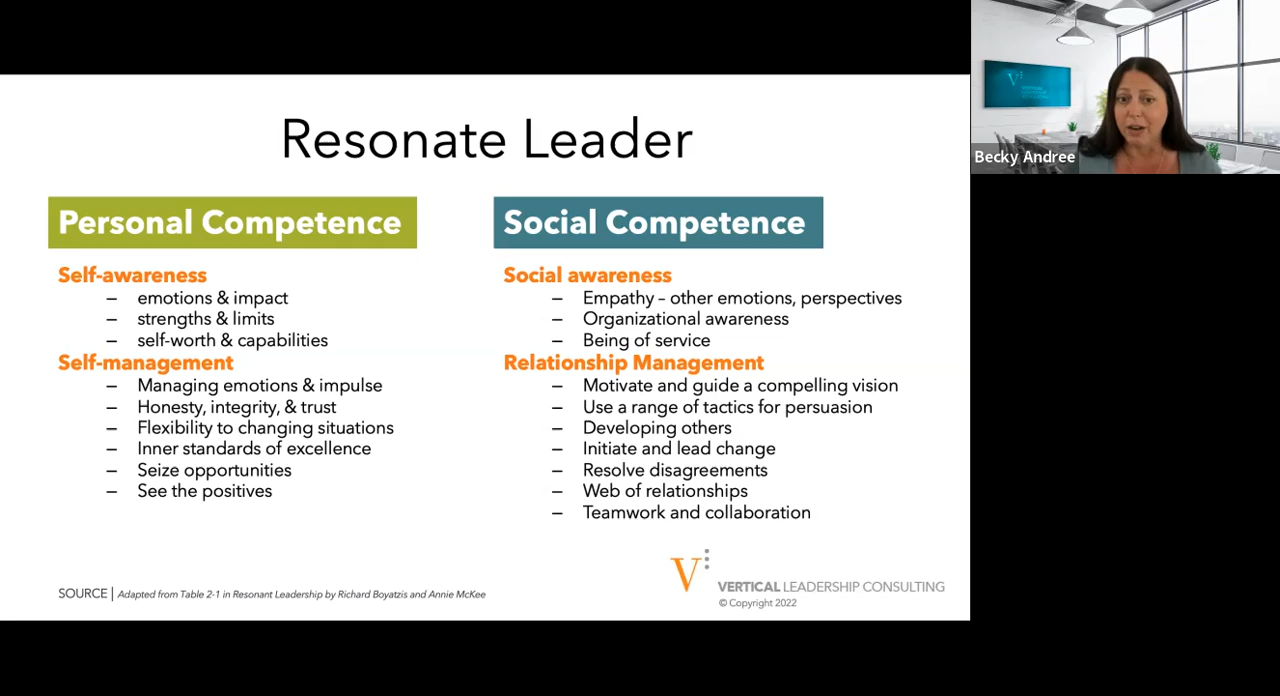 Resonate Leader
Personal Competence
Self-awareness
– emotions & impact
– strengths & limits
– self-worth & capabilities
Self-management
– Managing emotions & impulse
– Honesty, integrity, & trust
– Flexibility to changing situations
– Inner standards of excellence
– Seize opportunities
– See the positives
Social Competence
Social awareness
– Empathy – other emotions, perspectives
– Organizational awareness
– Being of service
Relationship Management
– Motivate and guide a compelling vision
– Use a range of tactics for persuasion
– Developing others
– Initiate and lead change
– Resolve disagreements
– Web of relationships
– Teamwork and collaboration
SOURCE | Adapted from Table 2-1 in Resonant Leadership by Richard Boyatzis and Annie McKee
V
VERTICAL LEADERSHIP CONSULTING
© Copyright 2022
V
VERTICAL
LEADERSHIP
CONSULTING
Becky Andree